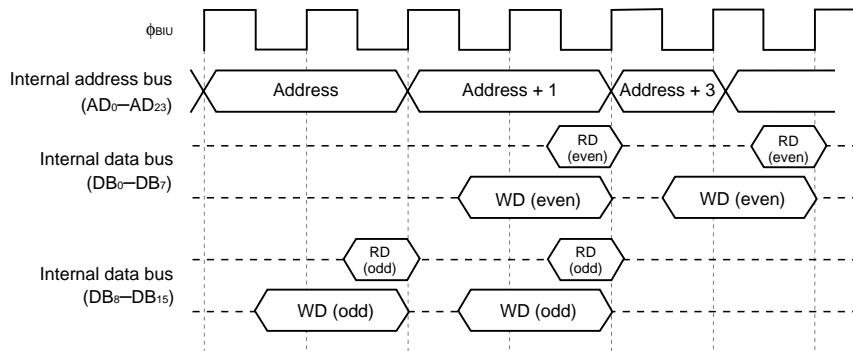 ϕBIU
Internal address bus
(AD0—AD23)
Address
Address + 1
Address + 3
Internal data bus
(DB0—DB7)
RD
(even)
RD
(even)
WD (even)
WD (even)
Internal data bus
(DB8—DB15)
RD
(odd)
RD
(odd)
WD (odd)
WD (odd)